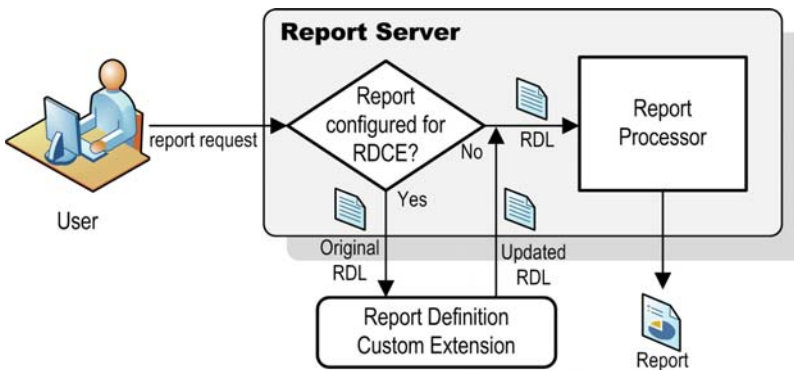 Report Server
Report
configured for
RDCE?
report request
No
RDL
Report
Processor
User
Yes
Original
RDL
Updated
RDL
Report Definition
Custom Extension
Report